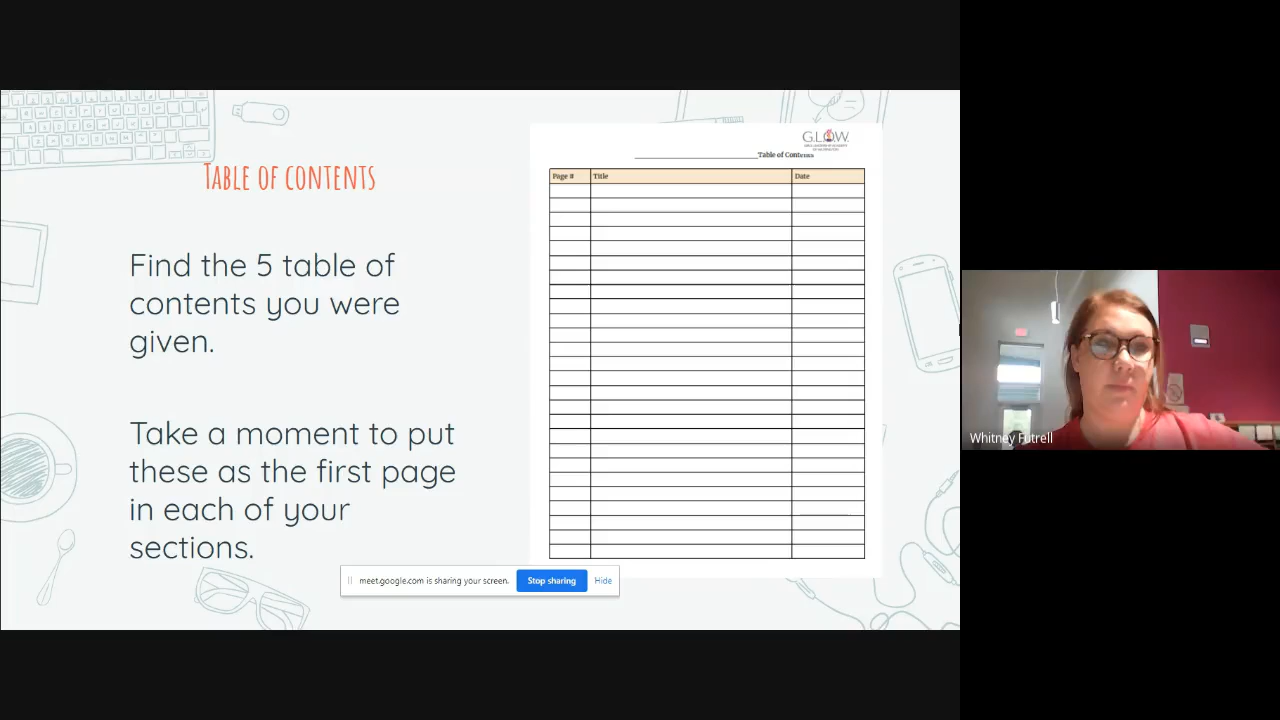 Table of contents
Find the 5 table of
contents you were
given.
Take a moment to put
these as the first page
in each of your
sections.
G.L.O.W.
Table of Contents
Page # Title Date
meet.google.com is sharing your screen. Stop sharing Hide
Whitney Futrell